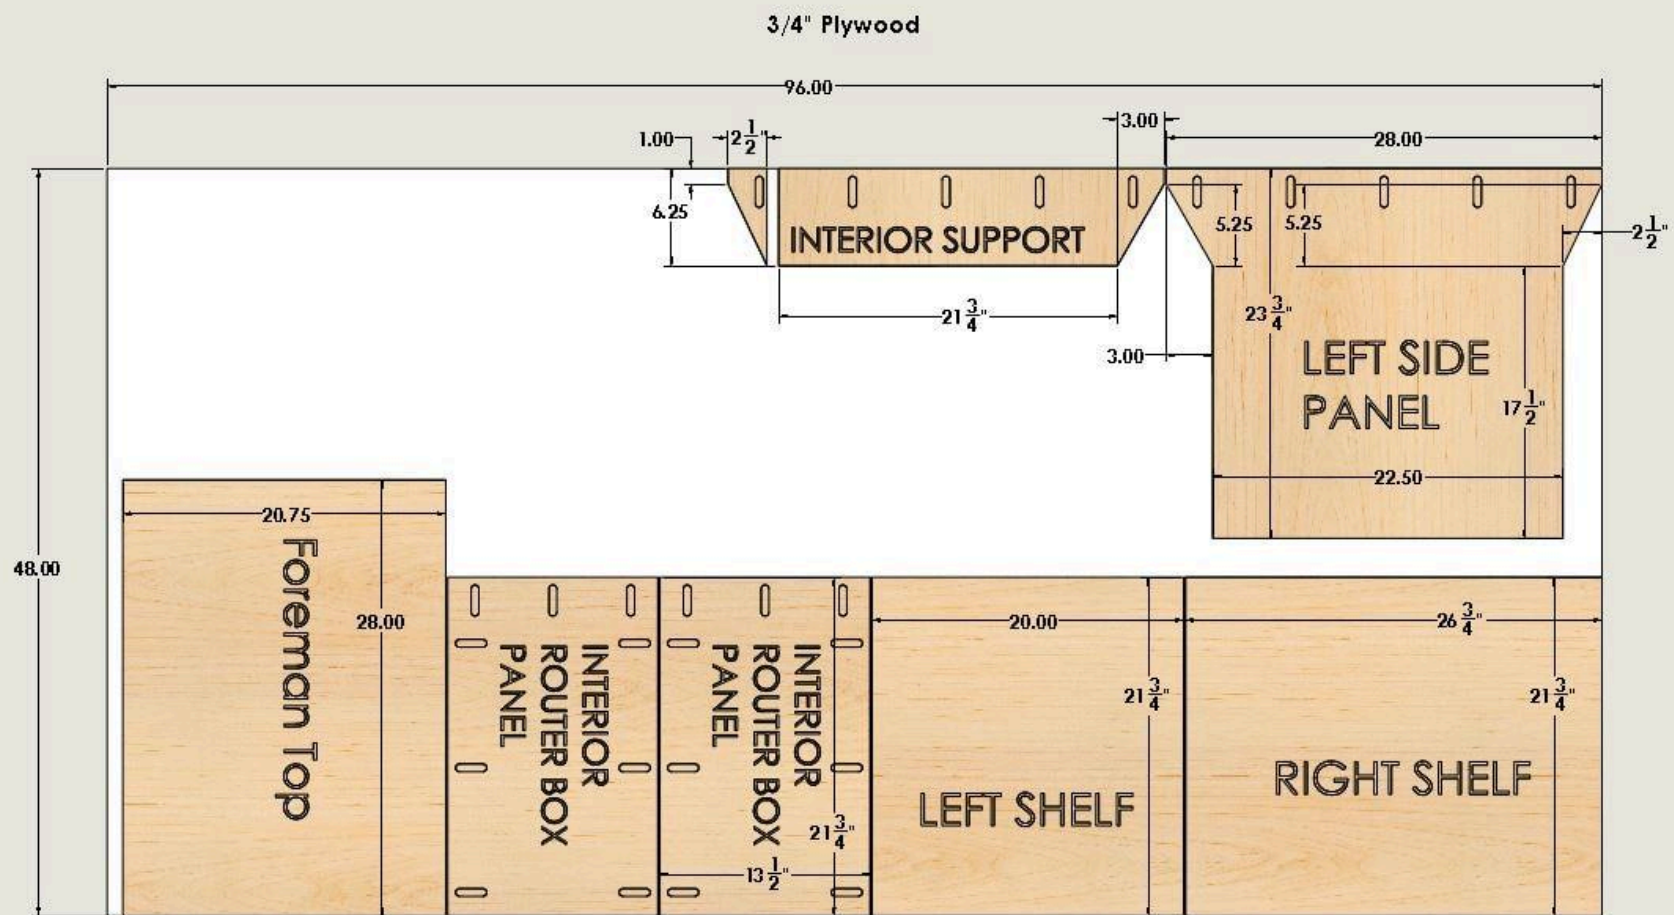 3/4" Plywood
96.00
1.00
2 1/2"
3.00
28.00
6.25
INTERIOR SUPPORT
5.25
5.25
2 1/2"
21 3/4"
23 3/4"
3.00
LEFT SIDE
PANEL
17 1/2"
22.50
20.75
48.00
Foreman Top
28.00
INTERIOR
ROUTER BOX
PANEL
INTERIOR
ROUTER BOX
PANEL
21 3/4"
13 1/2"
20.00
21 3/4"
LEFT SHELF
26 3/4"
21 3/4"
RIGHT SHELF